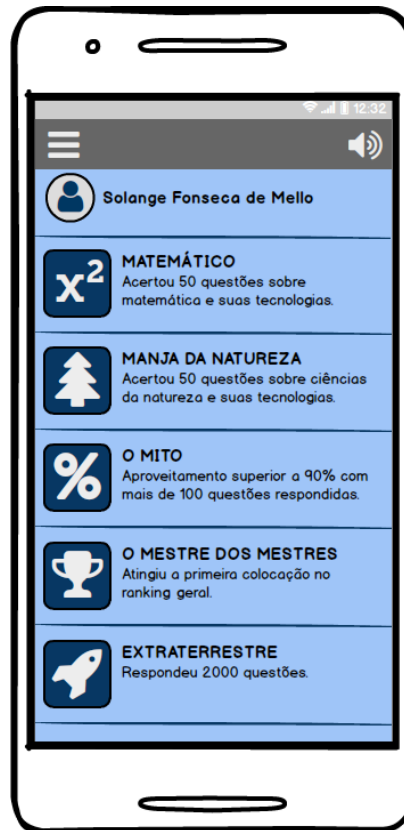 12:32
Solange Fonseca de Mello
x²
MATEMÁTICO
Acertou 50 questões sobre
matemática e suas tecnologias.
MANJA DA NATUREZA
Acertou 50 questões sobre ciências
da natureza e suas tecnologias.
%
O MITO
Aproveitamento superior a 90% com
mais de 100 questões respondidas.
O MESTRE DOS MESTRES
Atingiu a primeira colocação no
ranking geral.
EXTRATERRESTRE
Respondeu 2000 questões.